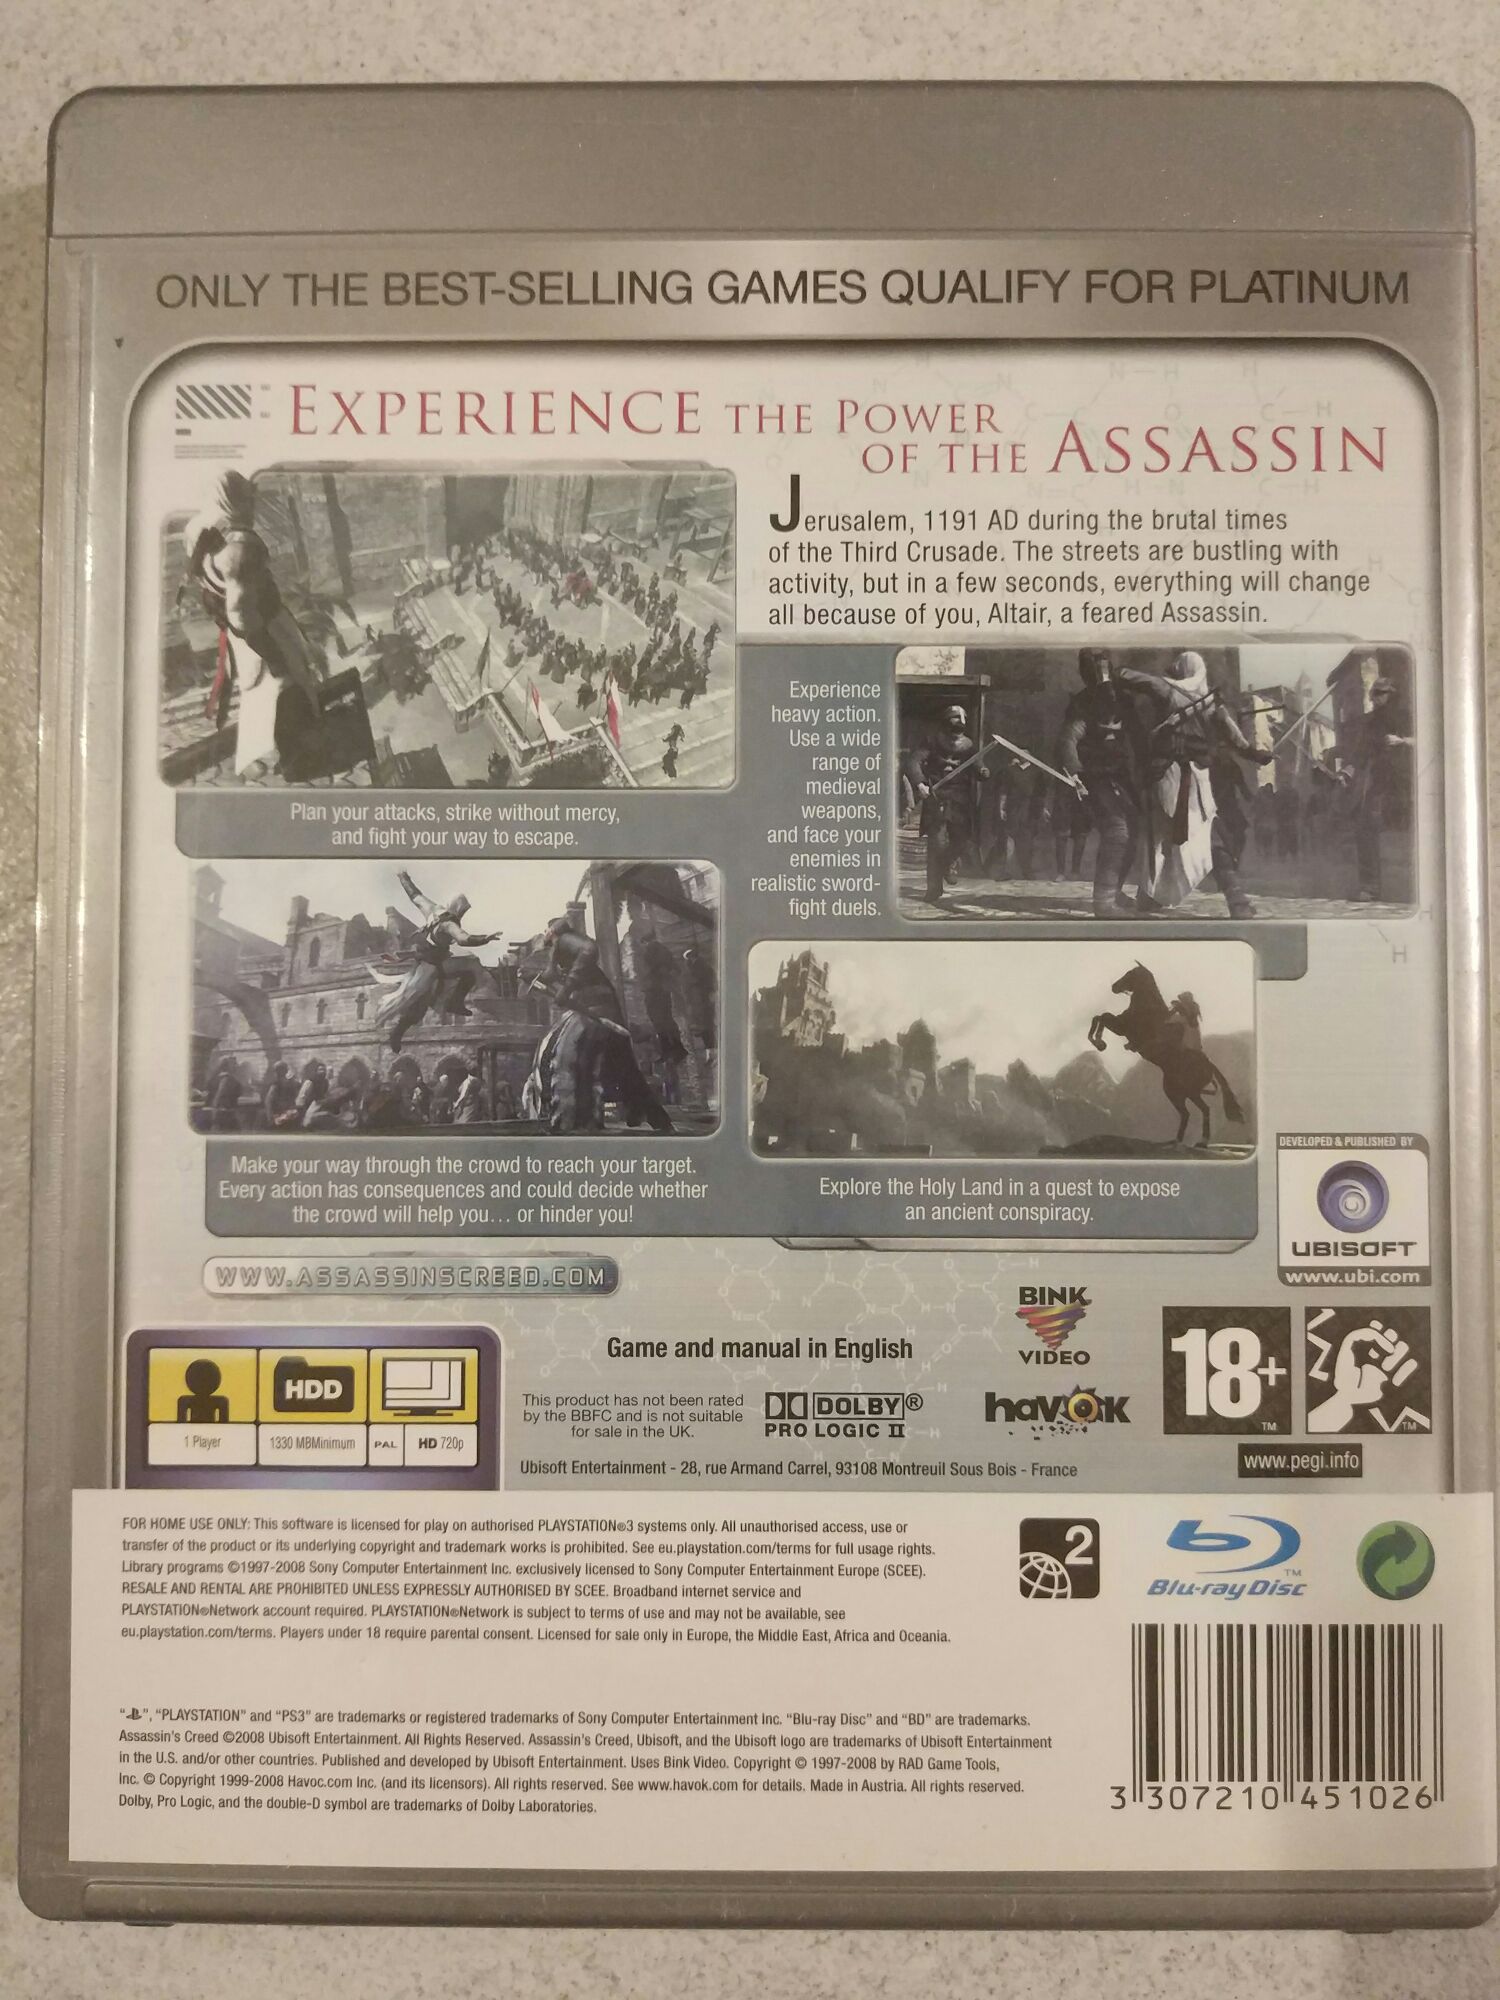 ONLY THE BEST-SELLING GAMES QUALIFY FOR PLATINUM
EXPERIENCE THE POWER
OF THE ASSASSIN
Jerusalem, 1191 AD during the brutal times
of the Third Crusade. The streets are bustling with
activity, but in a few seconds, everything will change
all because of you, Altair, a feared Assassin.
Plan your attacks, strike without mercy,
and fight your way to escape.
Experience
heavy action.
Use a wide
range of
medieval
weapons,
and face your
enemies in
realistic sword-
fight duels.
Make your way through the crowd to reach your target.
Every action has consequences and could decide whether
the crowd will help you... or hinder you!
Explore the Holy Land in a quest to expose
an ancient conspiracy.
DEVELOPED & PUBLISHED BY
UBISOFT
www.ubi.com
WWW.ASSASSINSCREED.COM
1 Player
HDD
1330 MBMinimum
PAL
HD 720p
Game and manual in English
This product has not been rated
by the BBFC and is not suitable
for sale in the UK.
DOLBY®
PRO LOGIC II
BINK
VIDEO
havok
18+
TM
TM
www.pegi.info
Ubisoft Entertainment - 28, rue Armand Carrel, 93108 Montreuil Sous Bois - France
FOR HOME USE ONLY: This software is licensed for play on authorised PLAYSTATION®3 systems only. All unauthorised access, use or
transfer of the product or its underlying copyright and trademark works is prohibited. See eu.playstation.com/terms for full usage rights.
Library programs ©1997-2008 Sony Computer Entertainment Inc. exclusively licensed to Sony Computer Entertainment Europe (SCEE).
RESALE AND RENTAL ARE PROHIBITED UNLESS EXPRESSLY AUTHORISED BY SCEE. Broadband internet service and
PLAYSTATION®Network account required. PLAYSTATION®Network is subject to terms of use and may not be available, see
eu.playstation.com/terms. Players under 18 require parental consent. Licensed for sale only in Europe, the Middle East, Africa and Oceania.
2
Blu-ray Disc
TM
"PS", "PLAYSTATION" and "PS3" are trademarks or registered trademarks of Sony Computer Entertainment Inc. "Blu-ray Disc" and "BD" are trademarks.
Assassin's Creed ©2008 Ubisoft Entertainment. All Rights Reserved. Assassin's Creed, Ubisoft, and the Ubisoft logo are trademarks of Ubisoft Entertainment
in the U.S. and/or other countries. Published and developed by Ubisoft Entertainment. Uses Bink Video. Copyright © 1997-2008 by RAD Game Tools,
Inc. © Copyright 1999-2008 Havoc.com Inc. (and its licensors). All rights reserved. See www.havok.com for details. Made in Austria. All rights reserved.
Dolby, Pro Logic, and the double-D symbol are trademarks of Dolby Laboratories.
3 307210 451026